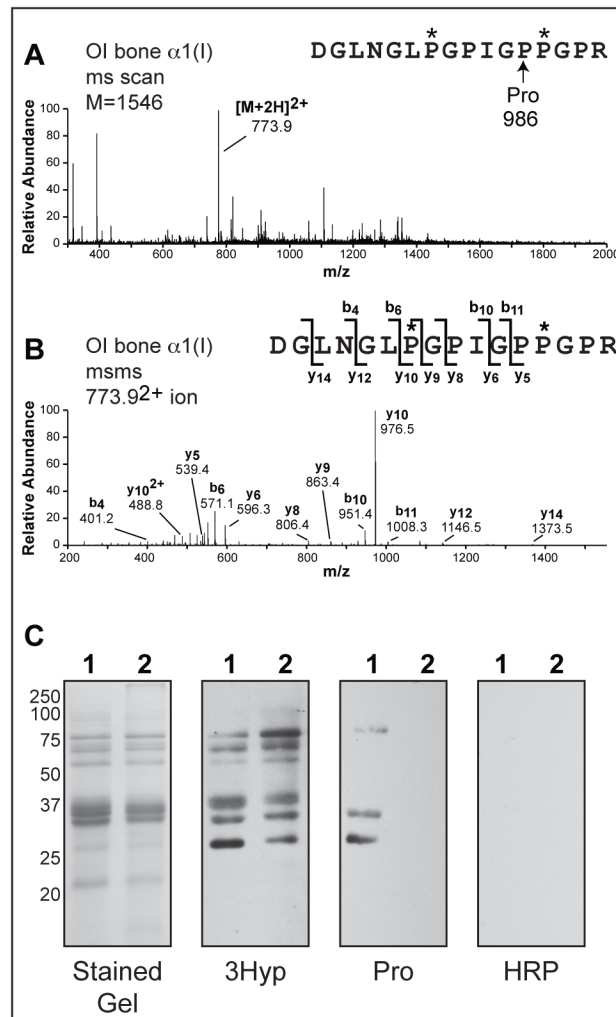 A
OI bone α1(I)
ms scan
M=1546
* *
DGLNGLPGPIGPPGPR
Pro
986
[M+2H]2+
773.9
Relative Abundance
100
80
60
40
20
0
400 600 800 1000 1200 1400 1600 1800 2000
m/z
B
OI bone α1(I)
msms
773.92+ ion
b4 b6 b10 b11
* *
DGLNGLPGPIGPPGPR
y14 y12 y10 y9 y8 y6 y5
Relative Abundance
100
80
60
40
20
0
y10
976.5
b4
401.2
y102+
488.8
y5
539.4
b6
571.1
y6
596.3
y8
806.4
y9
863.4
b10
951.4
b11
1008.3
y12
1146.5
y14
1373.5
200 400 600 800 1000 1200 1400
m/z
C
1 2 1 2 1 2 1 2
250
100
75
50
37
25
20
Stained
Gel
3Hyp
Pro
HRP